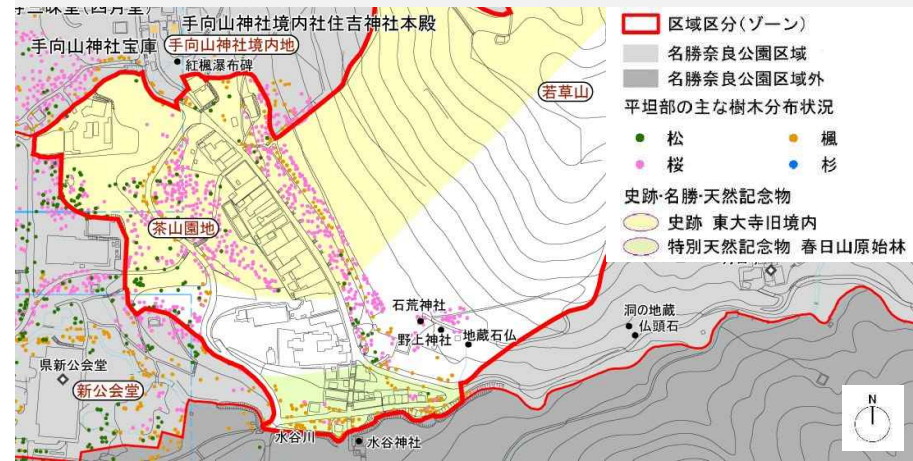 三昧堂(四月堂)
手向山神社境内社住吉神社本殿
手向山神社宝庫
手向山神社境内地
紅楓瀑布碑
若草山
茶山園地
石荒神社
野上神社
地蔵石仏
洞の地蔵
仏頭石
県新公会堂
新公会堂
水谷川
水谷神社
区域区分(ゾーン)
名勝奈良公園区域
名勝奈良公園区域外
平坦部の主な樹木分布状況
松
楓
桜
杉
史跡・名勝・天然記念物
史跡 東大寺旧境内
特別天然記念物 春日山原始林
N